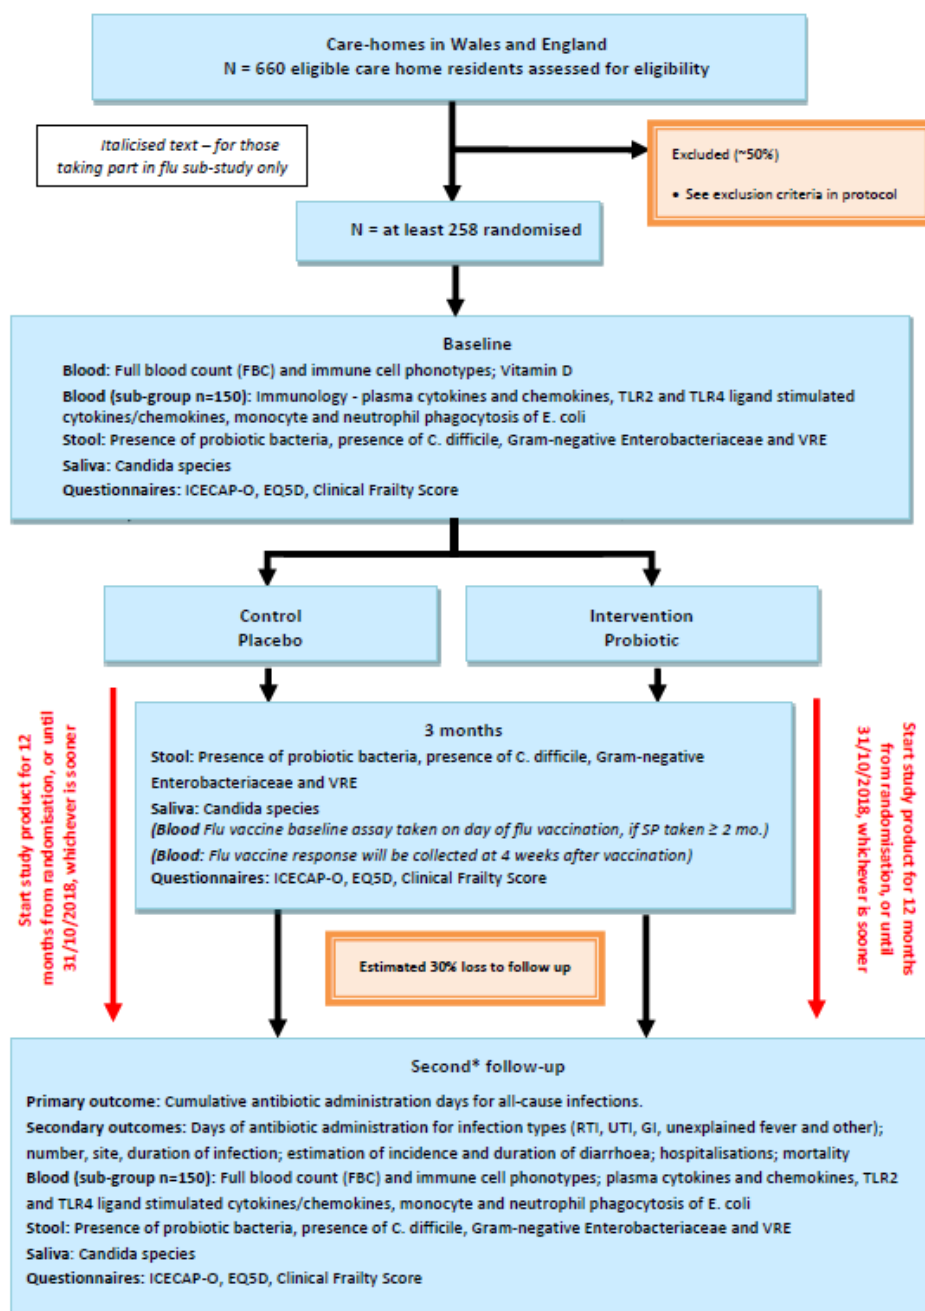 Care-homes in Wales and England
N = 660 eligible care home residents assessed for eligibility
Italicised text – for those
taking part in flu sub-study only
Excluded (~50%)
• See exclusion criteria in protocol
N = at least 258 randomised
Baseline
Blood: Full blood count (FBC) and immune cell phonotypes; Vitamin D
Blood (sub-group n=150): Immunology - plasma cytokines and chemokines, TLR2 and TLR4 ligand stimulated
cytokines/chemokines, monocyte and neutrophil phagocytosis of E. coli
Stool: Presence of probiotic bacteria, presence of C. difficile, Gram-negative Enterobacteriaceae and VRE
Saliva: Candida species
Questionnaires: ICECAP-O, EQ5D, Clinical Frailty Score
Control
Placebo
Intervention
Probiotic
Start study product for 12
months from randomisation, or until
31/10/2018, whichever is sooner
3 months
Stool: Presence of probiotic bacteria, presence of C. difficile, Gram-negative
Enterobacteriaceae and VRE
Saliva: Candida species
(Blood Flu vaccine baseline assay taken on day of flu vaccination, if SP taken ≥ 2 mo.)
(Blood: Flu vaccine response will be collected at 4 weeks after vaccination)
Questionnaires: ICECAP-O, EQ5D, Clinical Frailty Score
Start study product for 12 months
from randomisation, or until
31/10/2018, whichever is sooner
Estimated 30% loss to follow up
Second* follow-up
Primary outcome: Cumulative antibiotic administration days for all-cause infections.
Secondary outcomes: Days of antibiotic administration for infection types (RTI, UTI, GI, unexplained fever and other);
number, site, duration of infection; estimation of incidence and duration of diarrhoea; hospitalisations; mortality
Blood (sub-group n=150): Full blood count (FBC) and immune cell phonotypes; plasma cytokines and chemokines, TLR2
and TLR4 ligand stimulated cytokines/chemokines, monocyte and neutrophil phagocytosis of E. coli
Stool: Presence of probiotic bacteria, presence of C. difficile, Gram-negative Enterobacteriaceae and VRE
Saliva: Candida species
Questionnaires: ICECAP-O, EQ5D, Clinical Frailty Score